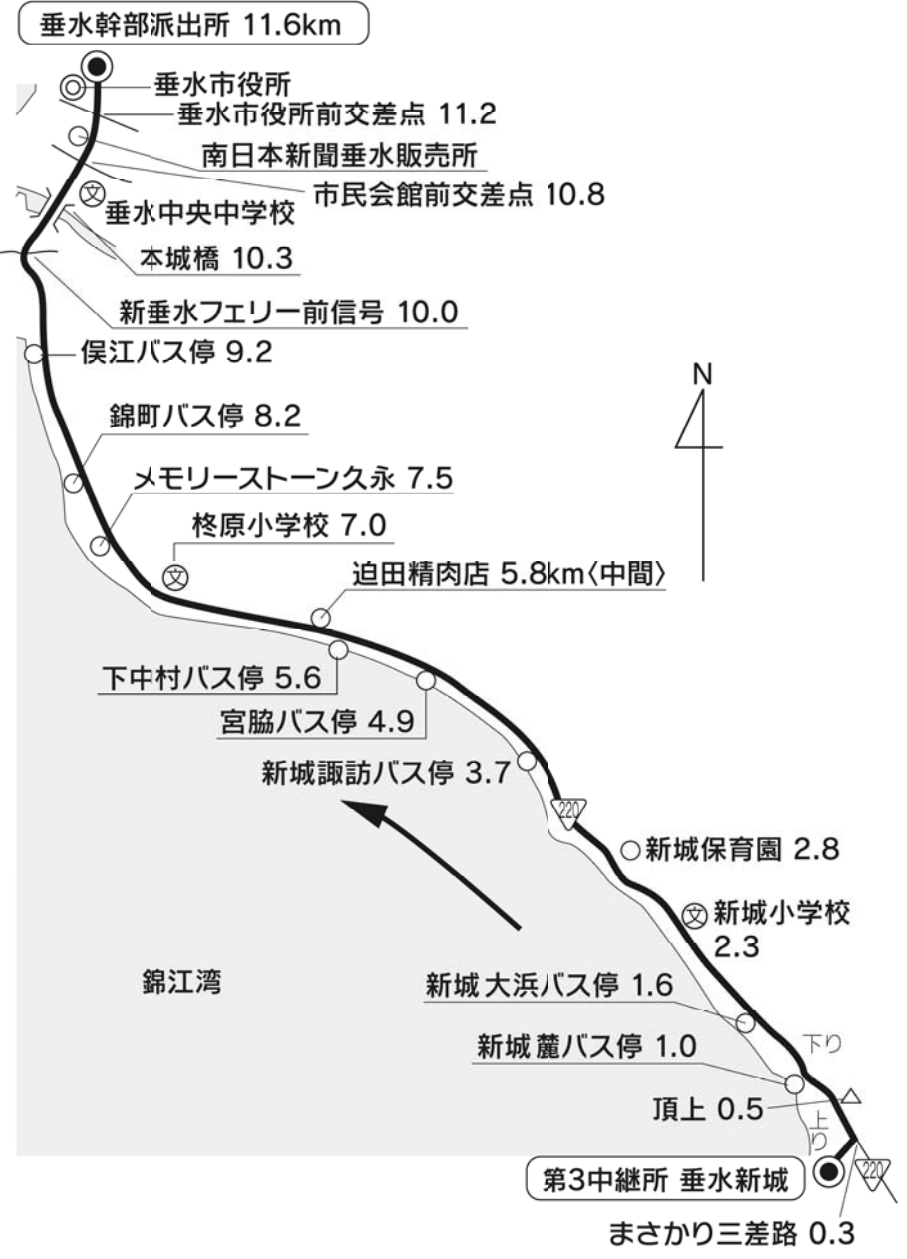 垂水幹部派出所 11.6km
垂水市役所
垂水市役所前交差点 11.2
南日本新聞垂水販売所
市民会館前交差点 10.8
文
垂水中央中学校
本城橋 10.3
新垂水フェリー前信号 10.0
俣江バス停 9.2
N
錦町バス停 8.2
メモリーストーン久永 7.5
柊原小学校 7.0
文
迫田精肉店 5.8km〈中間〉
下中村バス停 5.6
宮脇バス停 4.9
新城諏訪バス停 3.7
220
新城保育園 2.8
文
新城小学校
2.3
錦江湾
新城大浜バス停 1.6
下り
新城麓バス停 1.0
頂上 0.5
上り
第3中継所 垂水新城
220
まさかり三差路 0.3